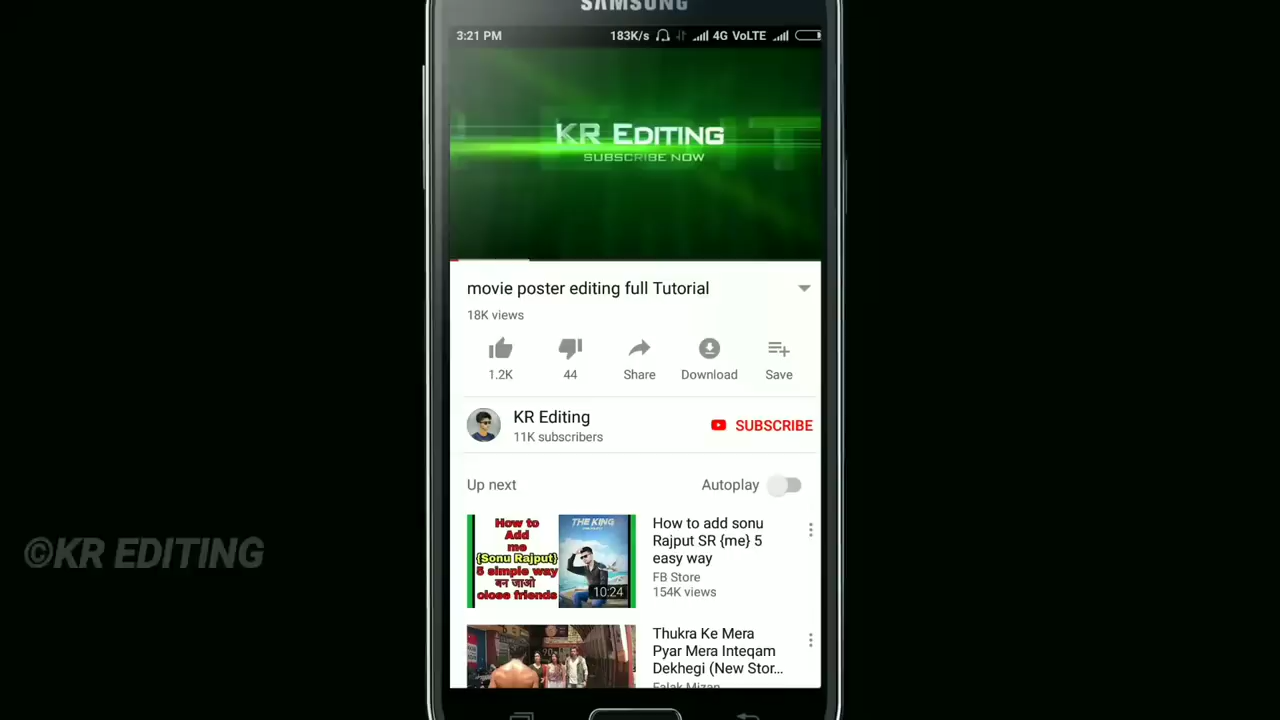 SAMSUNG
3:21 PM 183K/s 4G VoLTE
KR EDITING
SUBSCRIBE NOW
movie poster editing full Tutorial
18K views
1.2K 44 Share Download Save
KR Editing
11K subscribers
SUBSCRIBE
Up next Autoplay
How to
Add
me
{Sonu Rajput}
5 simple way
बन जाओ
close friends
THE KING
10:24
How to add sonu
Rajput SR {me} 5
easy way
FB Store
154K views
Thukra Ke Mera
Pyar Mera Inteqam
Dekhegi (New Stor...
Falak Mizan
©KR EDITING